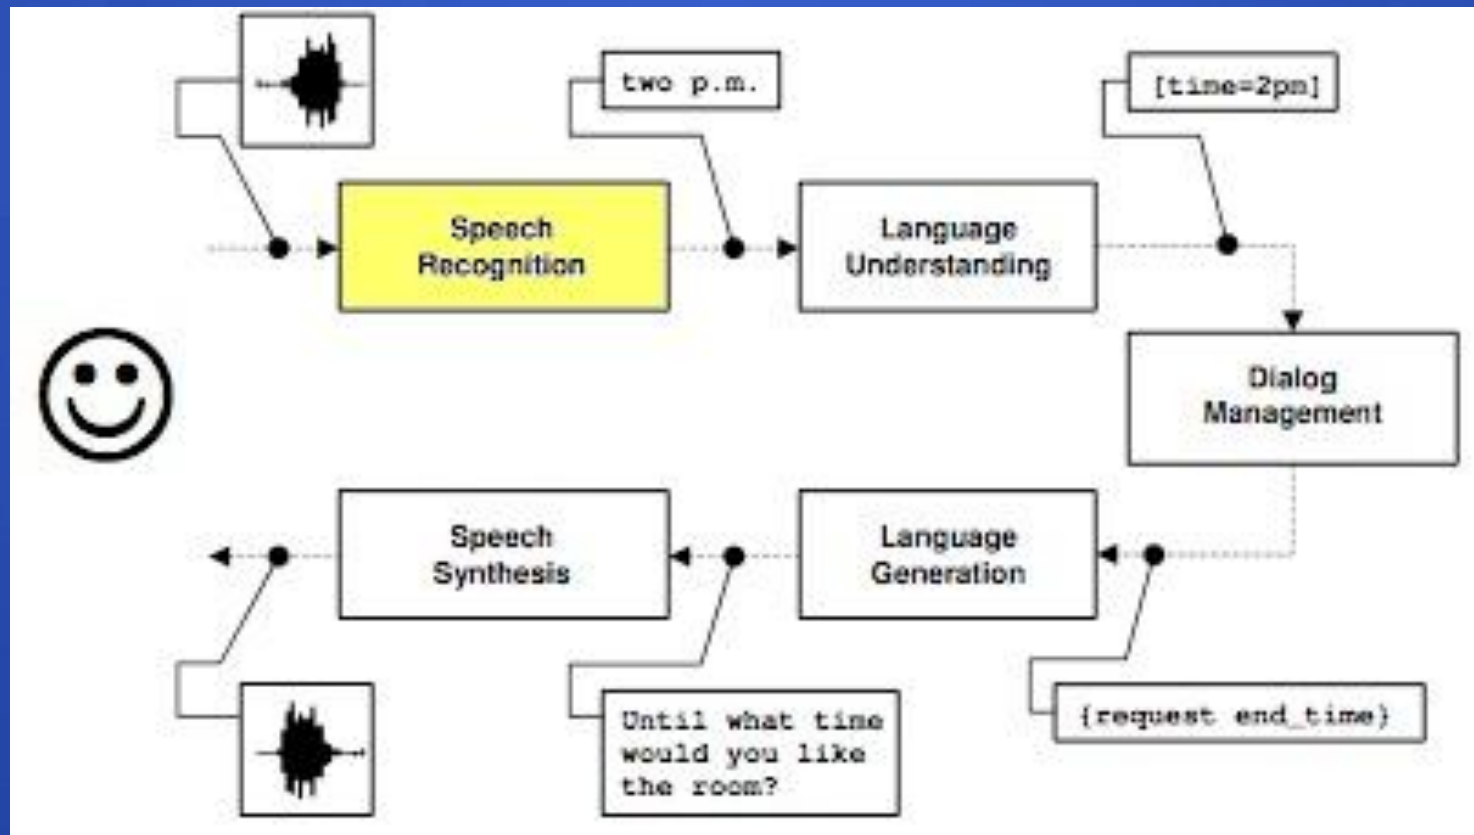 two p.m.
[time=2pm]
Speech
Recognition
Language
Understanding
Dialog
Management
Speech
Synthesis
Language
Generation
Until what time
would you like
the room?
{request end_time}